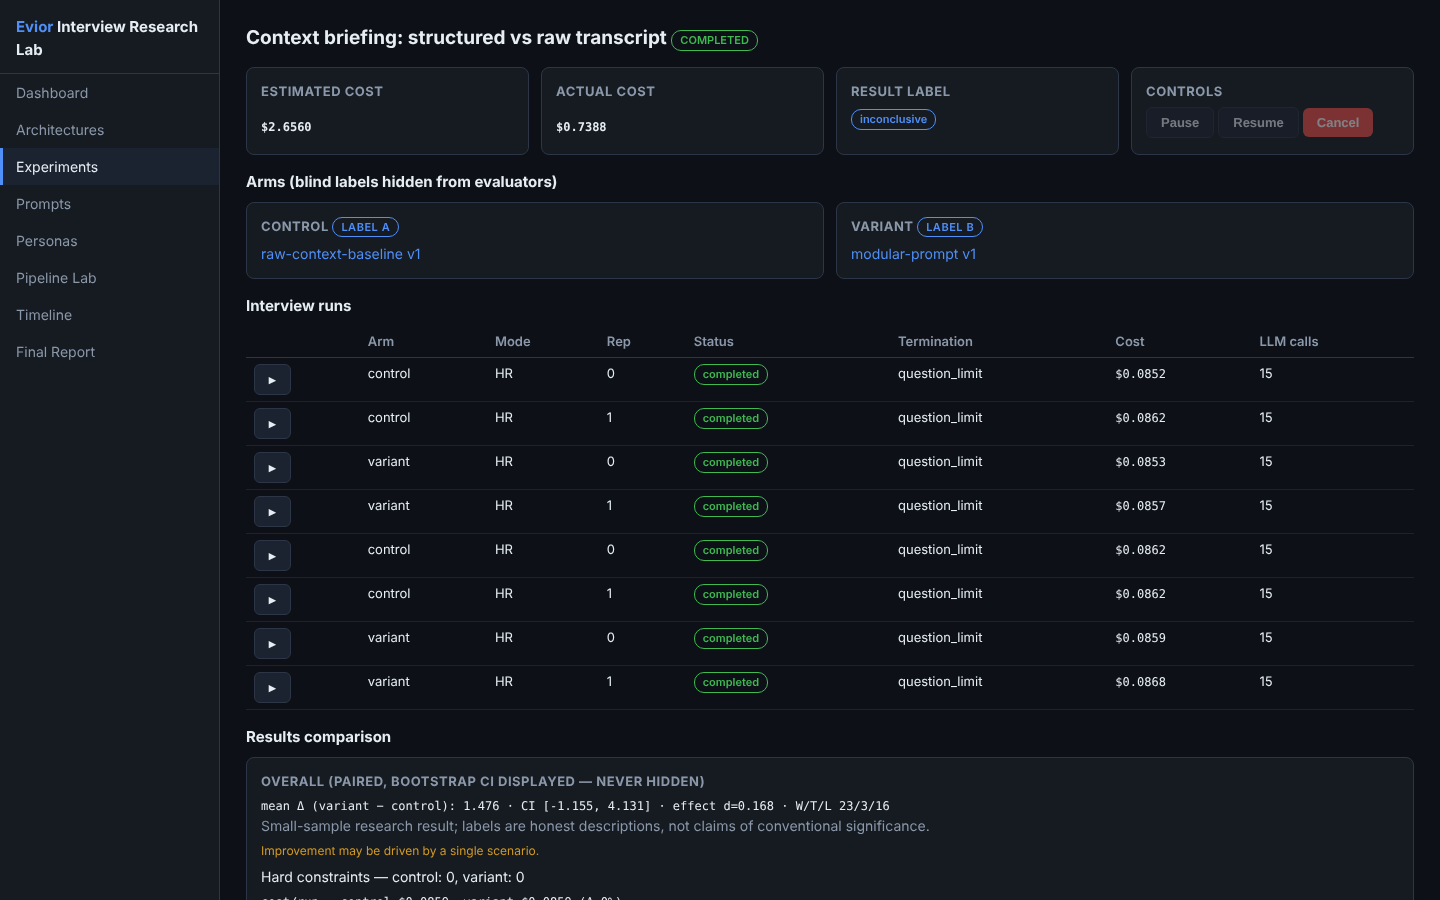 Evior Interview Research
Lab
Dashboard
Architectures
Experiments
Prompts
Personas
Pipeline Lab
Timeline
Final Report
Context briefing: structured vs raw transcript COMPLETED
ESTIMATED COST
$2.6560
ACTUAL COST
$0.7388
RESULT LABEL
inconclusive
CONTROLS
Pause Resume Cancel
Arms (blind labels hidden from evaluators)
CONTROL LABEL A
raw-context-baseline v1
VARIANT LABEL B
modular-prompt v1
Interview runs
Arm Mode Rep Status Termination Cost LLM calls
control HR 0 completed question_limit $0.0852 15
control HR 1 completed question_limit $0.0862 15
variant HR 0 completed question_limit $0.0853 15
variant HR 1 completed question_limit $0.0857 15
control HR 0 completed question_limit $0.0862 15
control HR 1 completed question_limit $0.0862 15
variant HR 0 completed question_limit $0.0859 15
variant HR 1 completed question_limit $0.0868 15
Results comparison
OVERALL (PAIRED, BOOTSTRAP CI DISPLAYED — NEVER HIDDEN)
mean Δ (variant − control): 1.476 · CI [-1.155, 4.131] · effect d=0.168 · W/T/L 23/3/16
Small-sample research result; labels are honest descriptions, not claims of conventional significance.
Improvement may be driven by a single scenario.
Hard constraints — control: 0, variant: 0